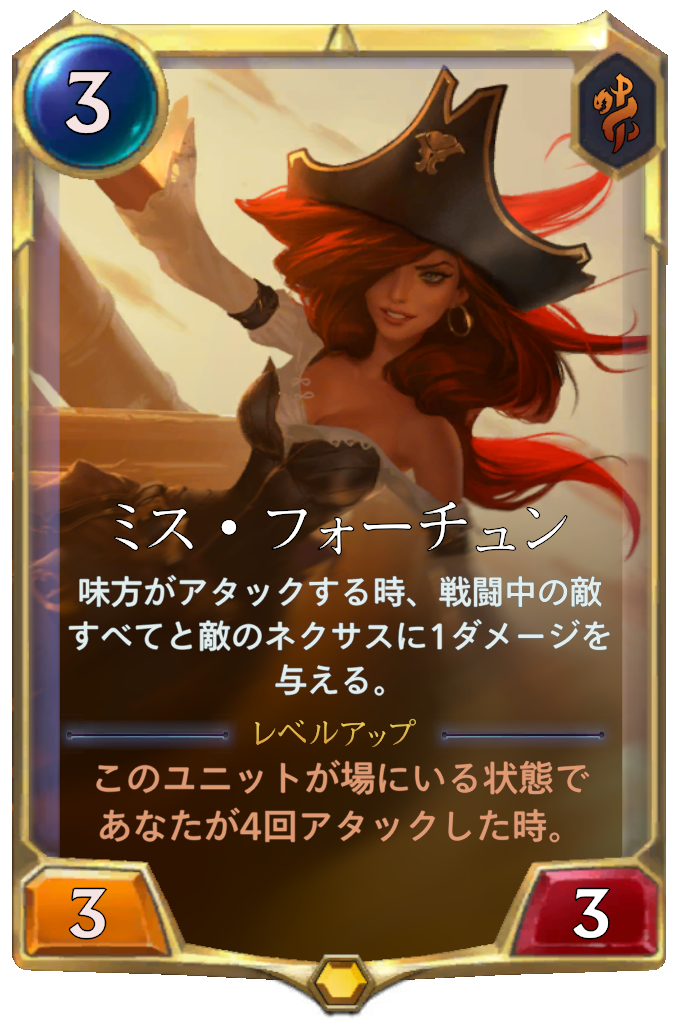 3
ミス・フォーチュン
味方がアタックする時、戦闘中の敵
すべてと敵のネクサスに1ダメージを
与える。
レベルアップ
このユニットが場にいる状態で
あなたが4回アタックした時。
3
3